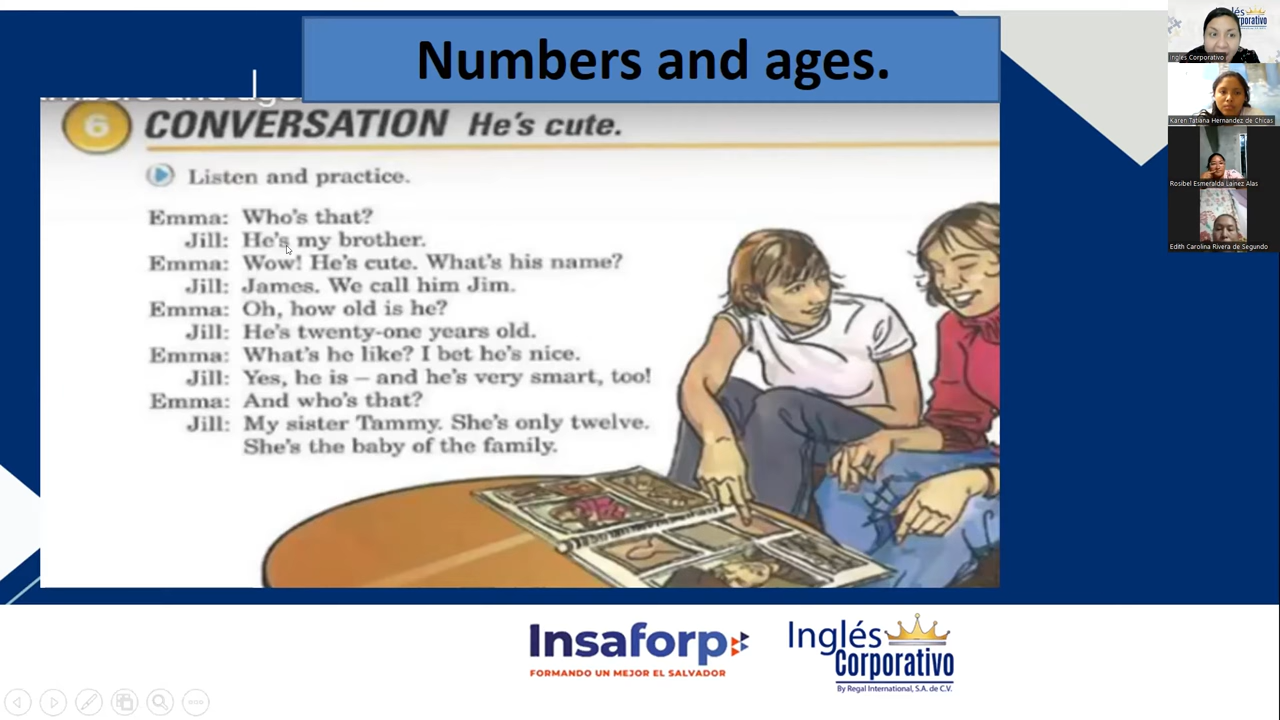 Numbers and ages.
6 CONVERSATION He's cute.
Listen and practice.
Emma: Who's that?
Jill: He's my brother.
Emma: Wow! He's cute. What's his name?
Jill: James. We call him Jim.
Emma: Oh, how old is he?
Jill: He's twenty-one years old.
Emma: What's he like? I bet he's nice.
Jill: Yes, he is – and he's very smart, too!
Emma: And who's that?
Jill: My sister Tammy. She's only twelve.
She's the baby of the family.
Insaforp
FORMANDO UN MEJOR EL SALVADOR
Inglés
Corporativo
By Regal International, S.A. de C.V.
Inglés Corporativo
Karen Tatiana Hernandez de Chicas
Rosibel Esmeralda Lainez Alas
Edith Carolina Rivera de Segundo